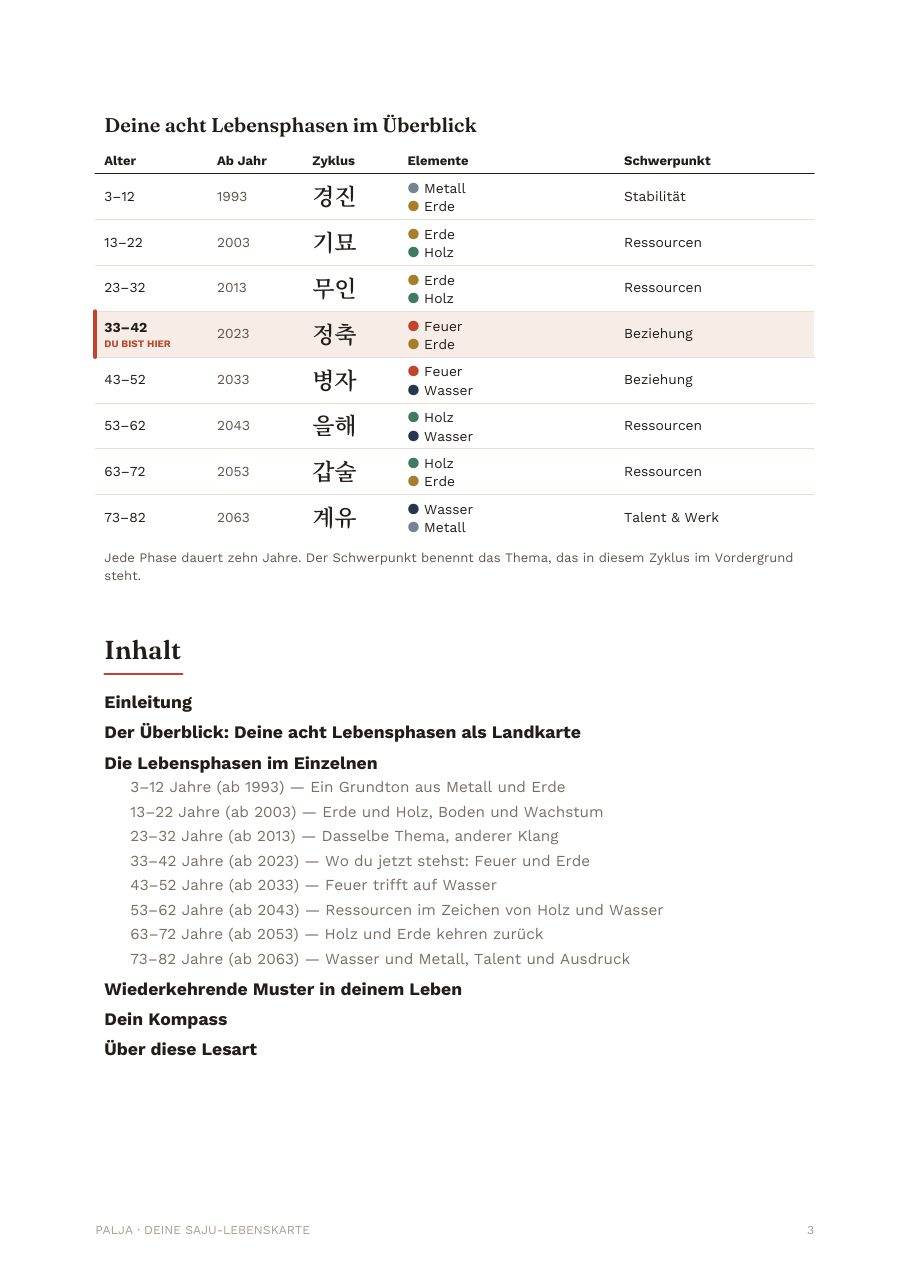 Deine acht Lebensphasen im Überblick
Alter Ab Jahr Zyklus Elemente Schwerpunkt
3–12 1993 경진 Metall Erde Stabilität
13–22 2003 기묘 Erde Holz Ressourcen
23–32 2013 무인 Erde Holz Ressourcen
33–42 DU BIST HIER 2023 정축 Feuer Erde Beziehung
43–52 2033 병자 Feuer Wasser Beziehung
53–62 2043 을해 Holz Wasser Ressourcen
63–72 2053 갑술 Holz Erde Ressourcen
73–82 2063 계유 Wasser Metall Talent & Werk
Jede Phase dauert zehn Jahre. Der Schwerpunkt benennt das Thema, das in diesem Zyklus im Vordergrund
steht.
Inhalt
Einleitung
Der Überblick: Deine acht Lebensphasen als Landkarte
Die Lebensphasen im Einzelnen
3–12 Jahre (ab 1993) — Ein Grundton aus Metall und Erde
13–22 Jahre (ab 2003) — Erde und Holz, Boden und Wachstum
23–32 Jahre (ab 2013) — Dasselbe Thema, anderer Klang
33–42 Jahre (ab 2023) — Wo du jetzt stehst: Feuer und Erde
43–52 Jahre (ab 2033) — Feuer trifft auf Wasser
53–62 Jahre (ab 2043) — Ressourcen im Zeichen von Holz und Wasser
63–72 Jahre (ab 2053) — Holz und Erde kehren zurück
73–82 Jahre (ab 2063) — Wasser und Metall, Talent und Ausdruck
Wiederkehrende Muster in deinem Leben
Dein Kompass
Über diese Lesart
PALJA · DEINE SAJU-LEBENSKARTE 3